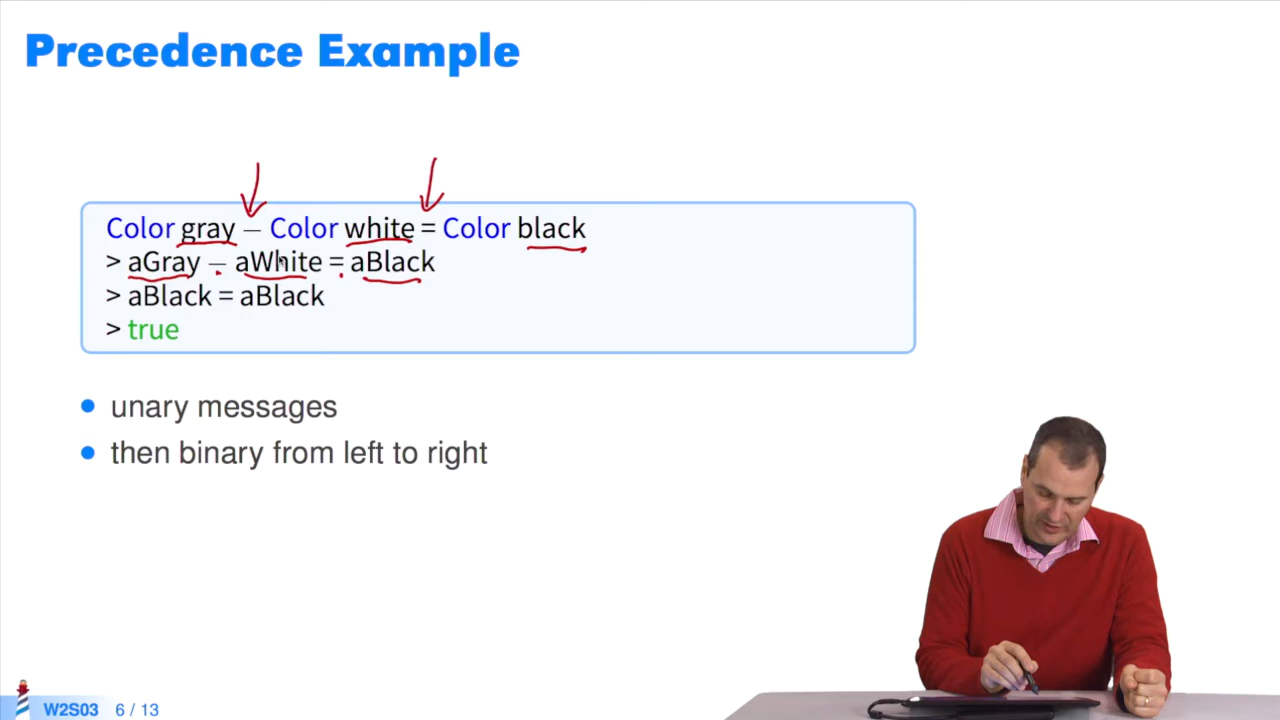 Precedence Example
Color gray – Color white = Color black
> aGray – aWhite = aBlack
> aBlack = aBlack
> true
unary messages
then binary from left to right
W2S03 6 / 13